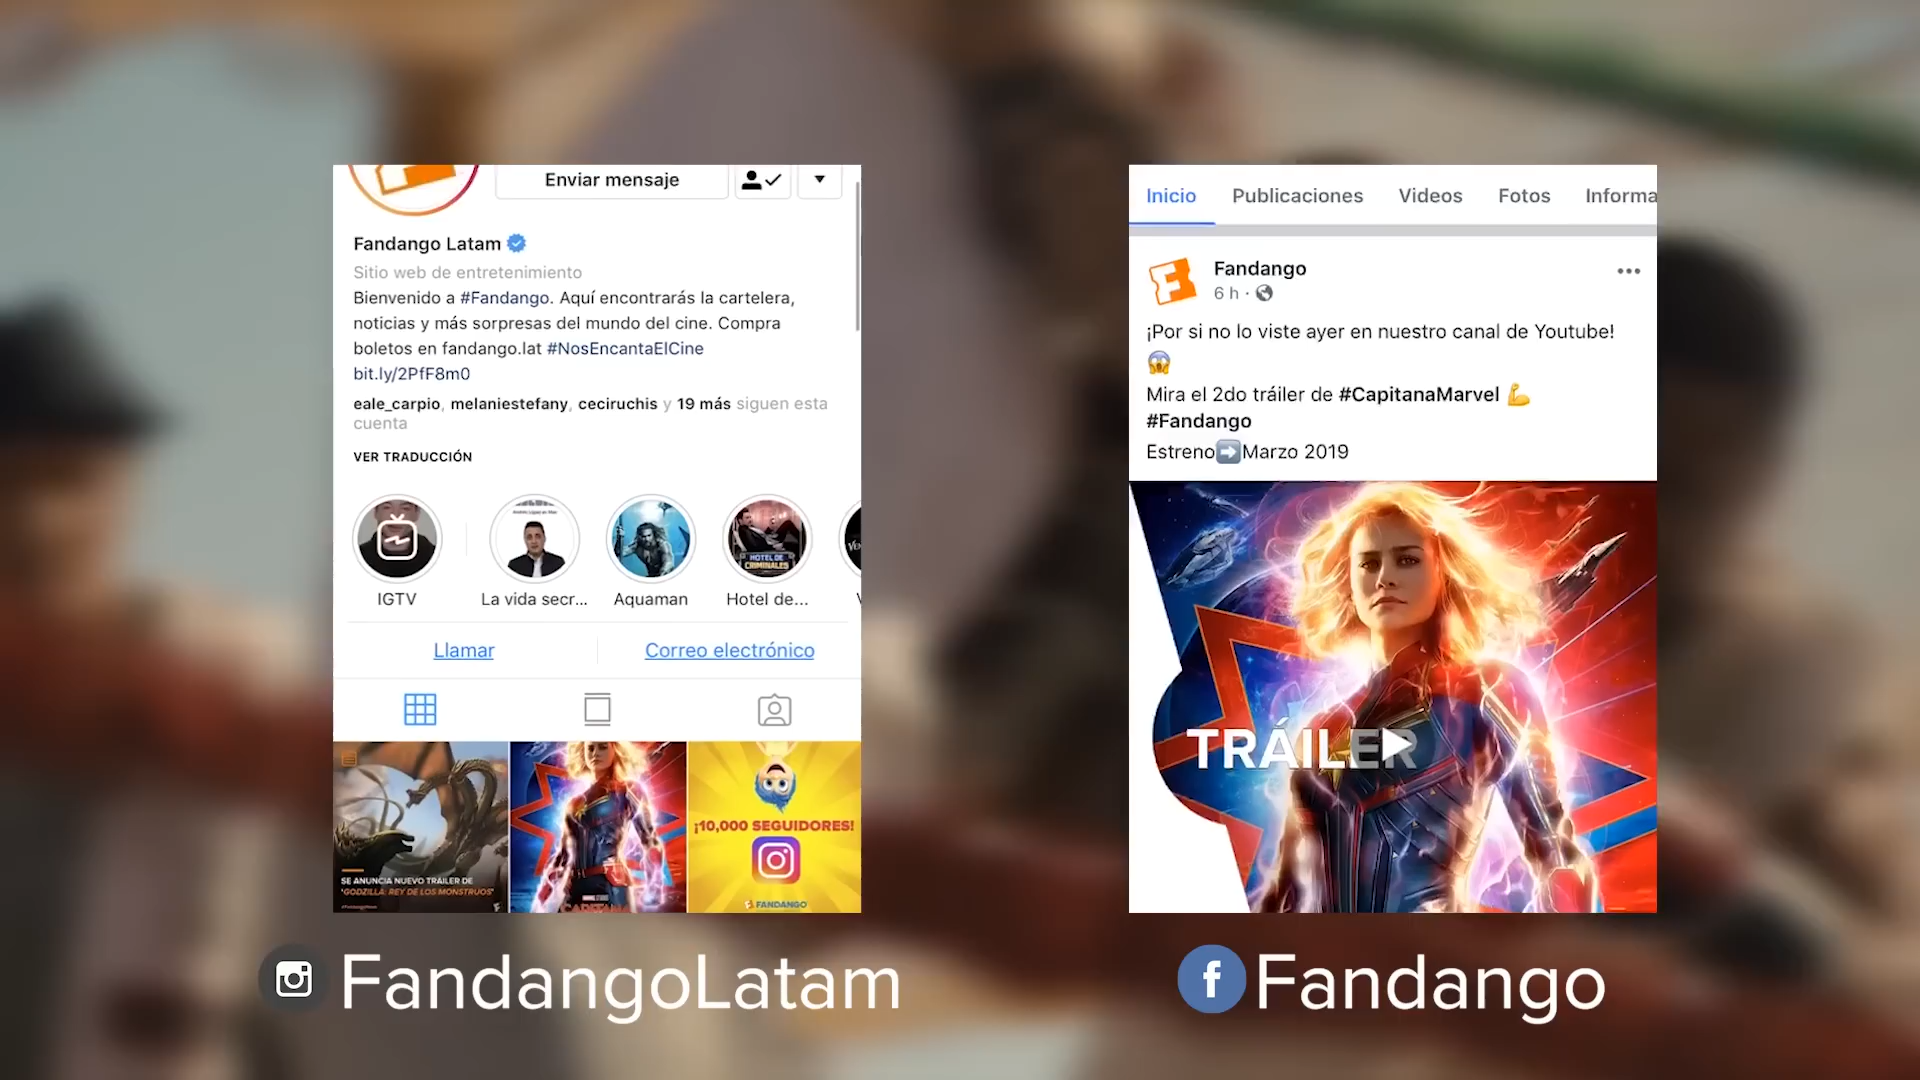 Enviar mensaje
Fandango Latam
Sitio web de entretenimiento
Bienvenido a #Fandango. Aquí encontrarás la cartelera,
noticias y más sorpresas del mundo del cine. Compra
boletos en fandango.lat #NosEncantaElCine
bit.ly/2PfF8m0
eale_carpio, melaniestefany, ceciruchis y 19 más siguen esta
cuenta
VER TRADUCCIÓN
HOTEL DE
CRIMINALES
IGTV
La vida secr...
Aquaman
Hotel de...
Llamar
Correo electrónico
SE ANUNCIA NUEVO TRÁILER DE
"GODZILLA: REY DE LOS MONSTRUOS"
¡10,000 SEGUIDORES!
FANDANGO
FandangoLatam
Inicio
Publicaciones
Videos
Fotos
Informa
Fandango
6 h ·
¡Por si no lo viste ayer en nuestro canal de Youtube!
😱
Mira el 2do tráiler de #CapitanaMarvel 💪
#Fandango
Estreno➡️Marzo 2019
TRÁILER
Fandango